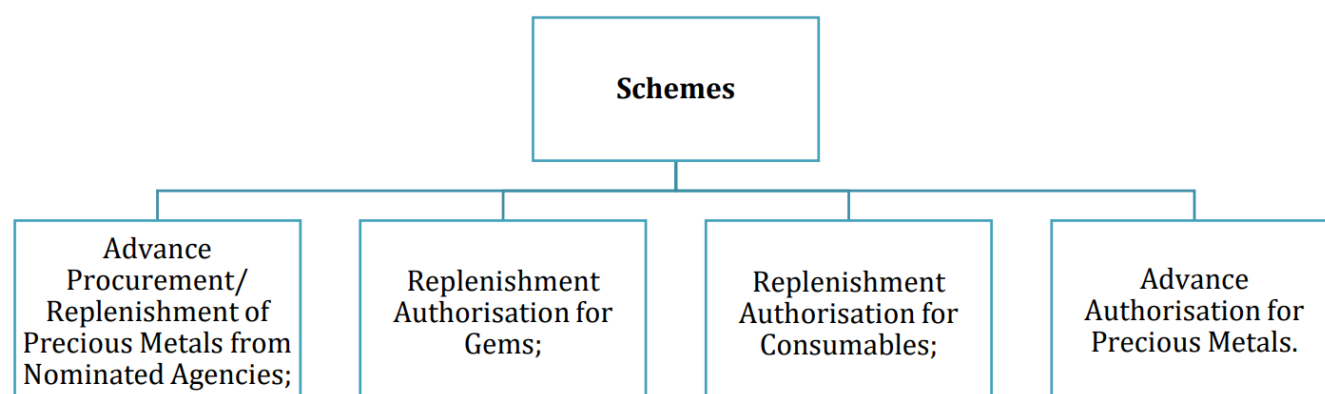 Schemes
Advance
Procurement/
Replenishment of
Precious Metals from
Nominated Agencies;
Replenishment
Authorisation for
Gems;
Replenishment
Authorisation for
Consumables;
Advance
Authorisation for
Precious Metals.